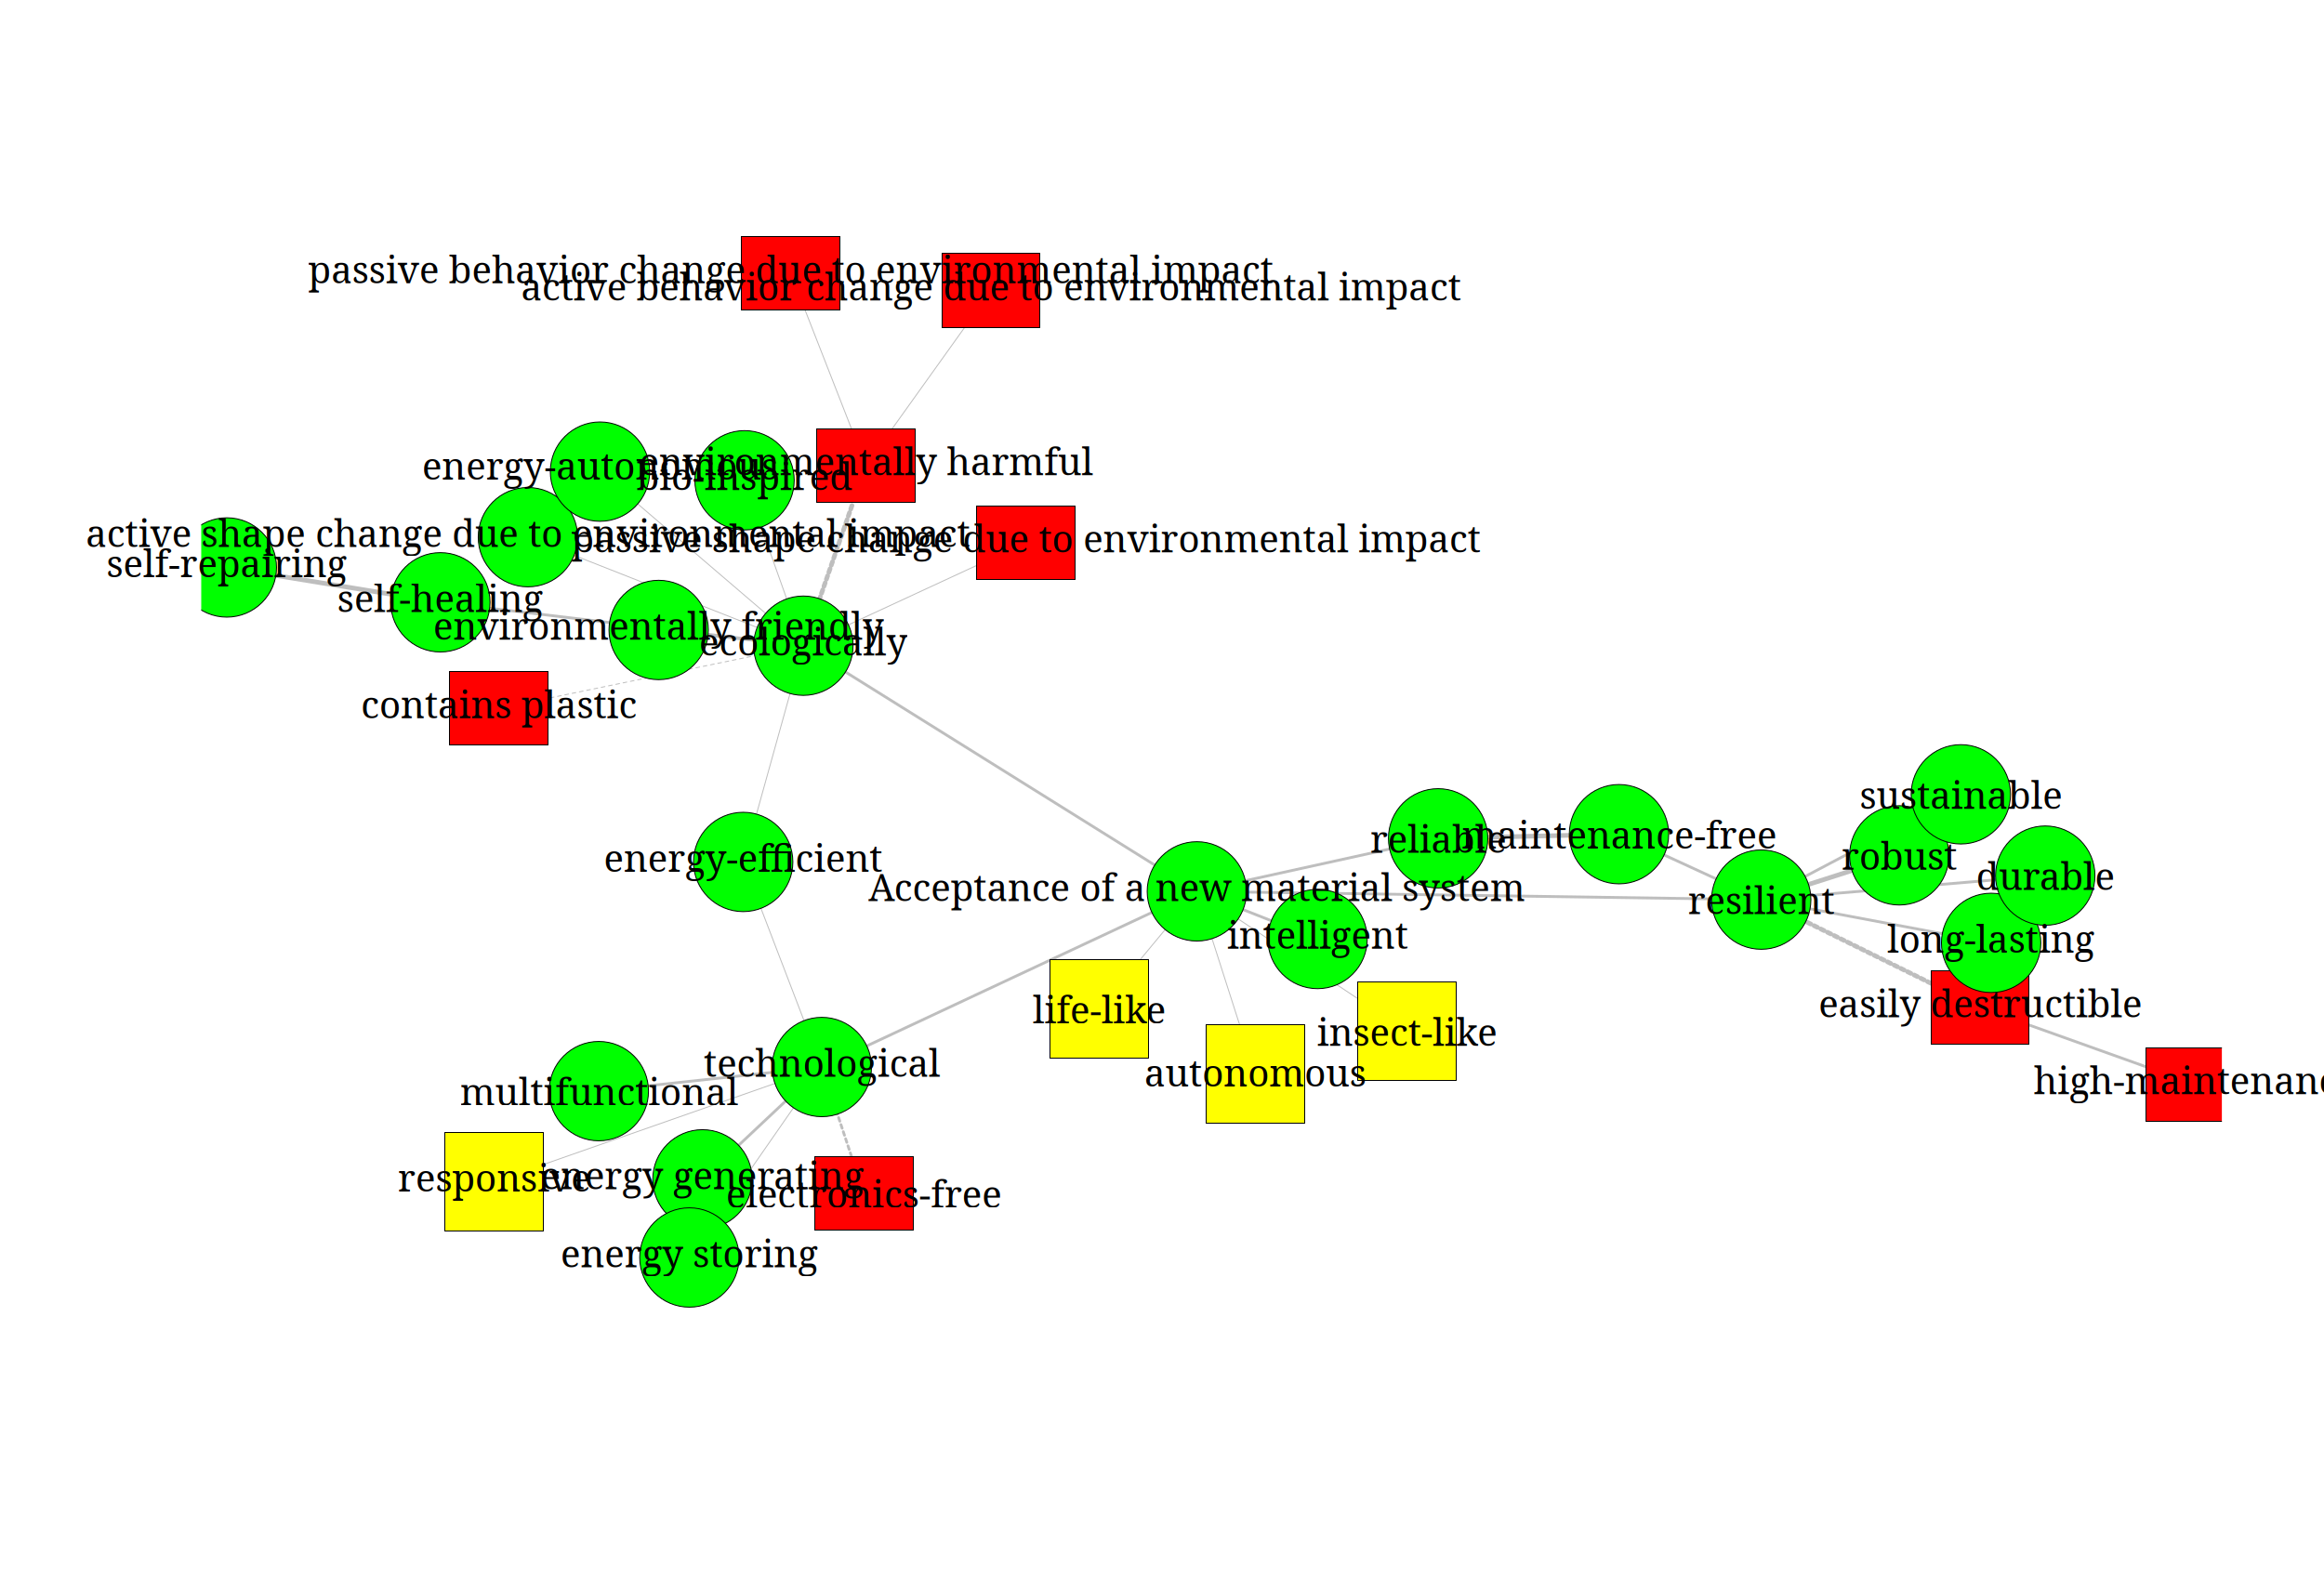 passive behavior change due to environmental impact
active behavior change due to environmental impact
environmentally harmful
energy-autonomous
bio-inspired
active shape change due to environmental impact
passive shape change due to environmental impact
self-repairing
self-healing
environmentally friendly
ecologically
contains plastic
sustainable
reliable
maintenance-free
robust
energy-efficient
durable
Acceptance of a new material system
resilient
intelligent
long-lasting
life-like
easily destructible
insect-like
technological
autonomous
high-maintenanc
multifunctional
responsive
energy generating
electronics-free
energy storing